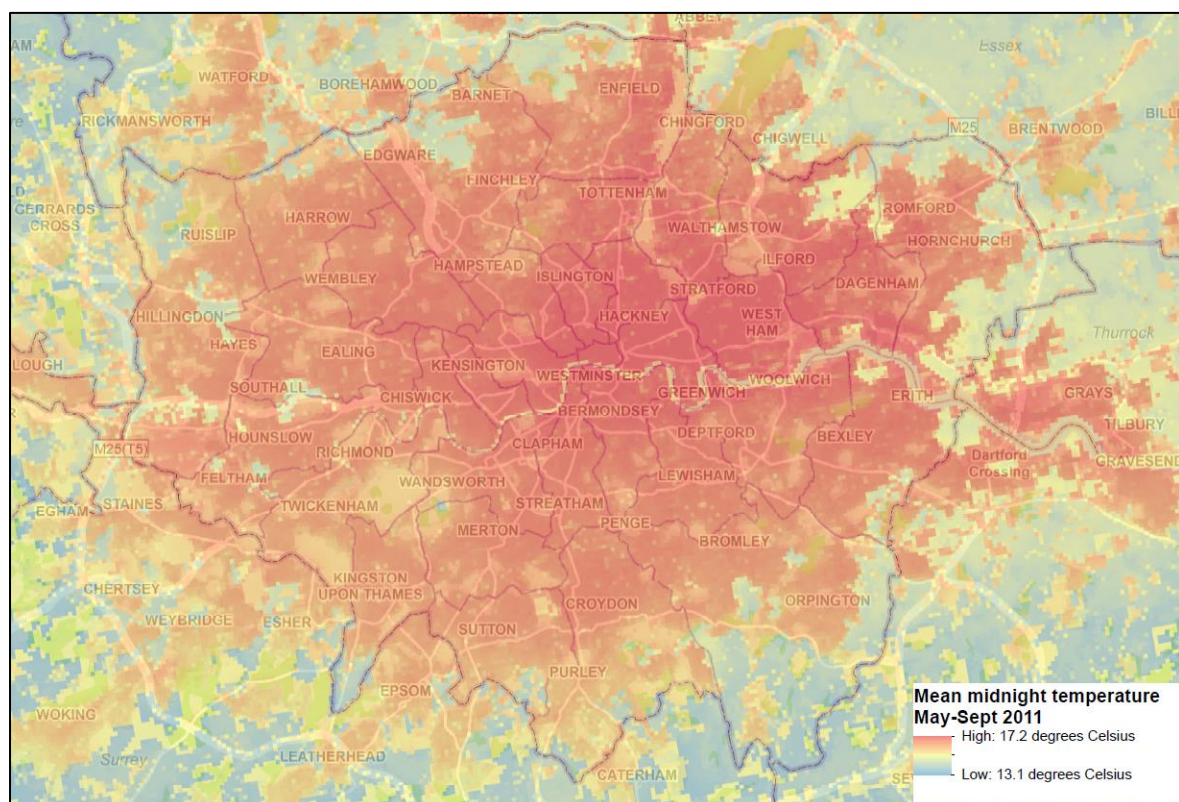 ABBEY
Essex
AM
WATFORD
BOREHAMWOOD
BARNET
ENFIELD
CHINGFORD
RICKMANSWORTH
CHIGWELL
M25
BRENTWOOD
BILL
EDGWARE
FINCHLEY
TOTTENHAM
GERRARDS
CROSS
HARROW
RUISLIP
WALTHAMSTOW
ROMFORD
HORNCHURCH
WEMBLEY
HAMPSTEAD
ISLINGTON
ILFORD
STRATFORD
DAGENHAM
HILLINGDON
HAYES
EALING
HACKNEY
WEST
HAM
Thurrock
LOUGH
SOUTHALL
KENSINGTON
WESTMINSTER
GREENWICH
WOOLWICH
ERITH
GRAYS
CHISWICK
BERMONDSEY
TILBURY
M25(T5)
HOUNSLOW
RICHMOND
CLAPHAM
DEPTFORD
BEXLEY
Dartford
Crossing
GRAVESEND
FELTHAM
WANDSWORTH
LEWISHAM
EGHAM
STAINES
TWICKENHAM
STREATHAM
MERTON
PENGE
BROMLEY
CHERTSEY
KINGSTON
UPON THAMES
WEYBRIDGE
ESHER
CROYDON
ORPINGTON
SUTTON
PURLEY
EPSOM
WOKING
Surrey
LEATHERHEAD
CATERHAM
SEV
Mean midnight temperature
May-Sept 2011
High: 17.2 degrees Celsius
Low: 13.1 degrees Celsius